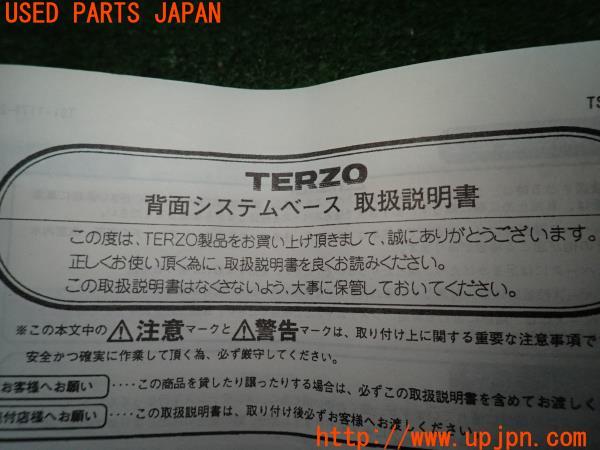 USED PARTS JAPAN
TS
TERZO
背面システムベース 取扱説明書
この度は、TERZO製品をお買い上げ頂きまして、誠にありがとうございます。
正しくお使い頂く為に、取扱説明書を良くお読みください。
この取扱説明書はなくさないよう、大事に保管しておいてください。
※この本文中の⚠注意マークと⚠警告マークは、取り付け上に関する重要な注意事項で
安全かつ確実に作業して頂く為、必ず厳守してください。
お客様へお願い ････この商品を貸したり譲ったりする場合は、必ずこの取扱説明書を含めてお渡しく
付店様へお願い ････この取扱説明書は、取り付け後必ずお客様へお渡しください。
http://www.upjpn.com/